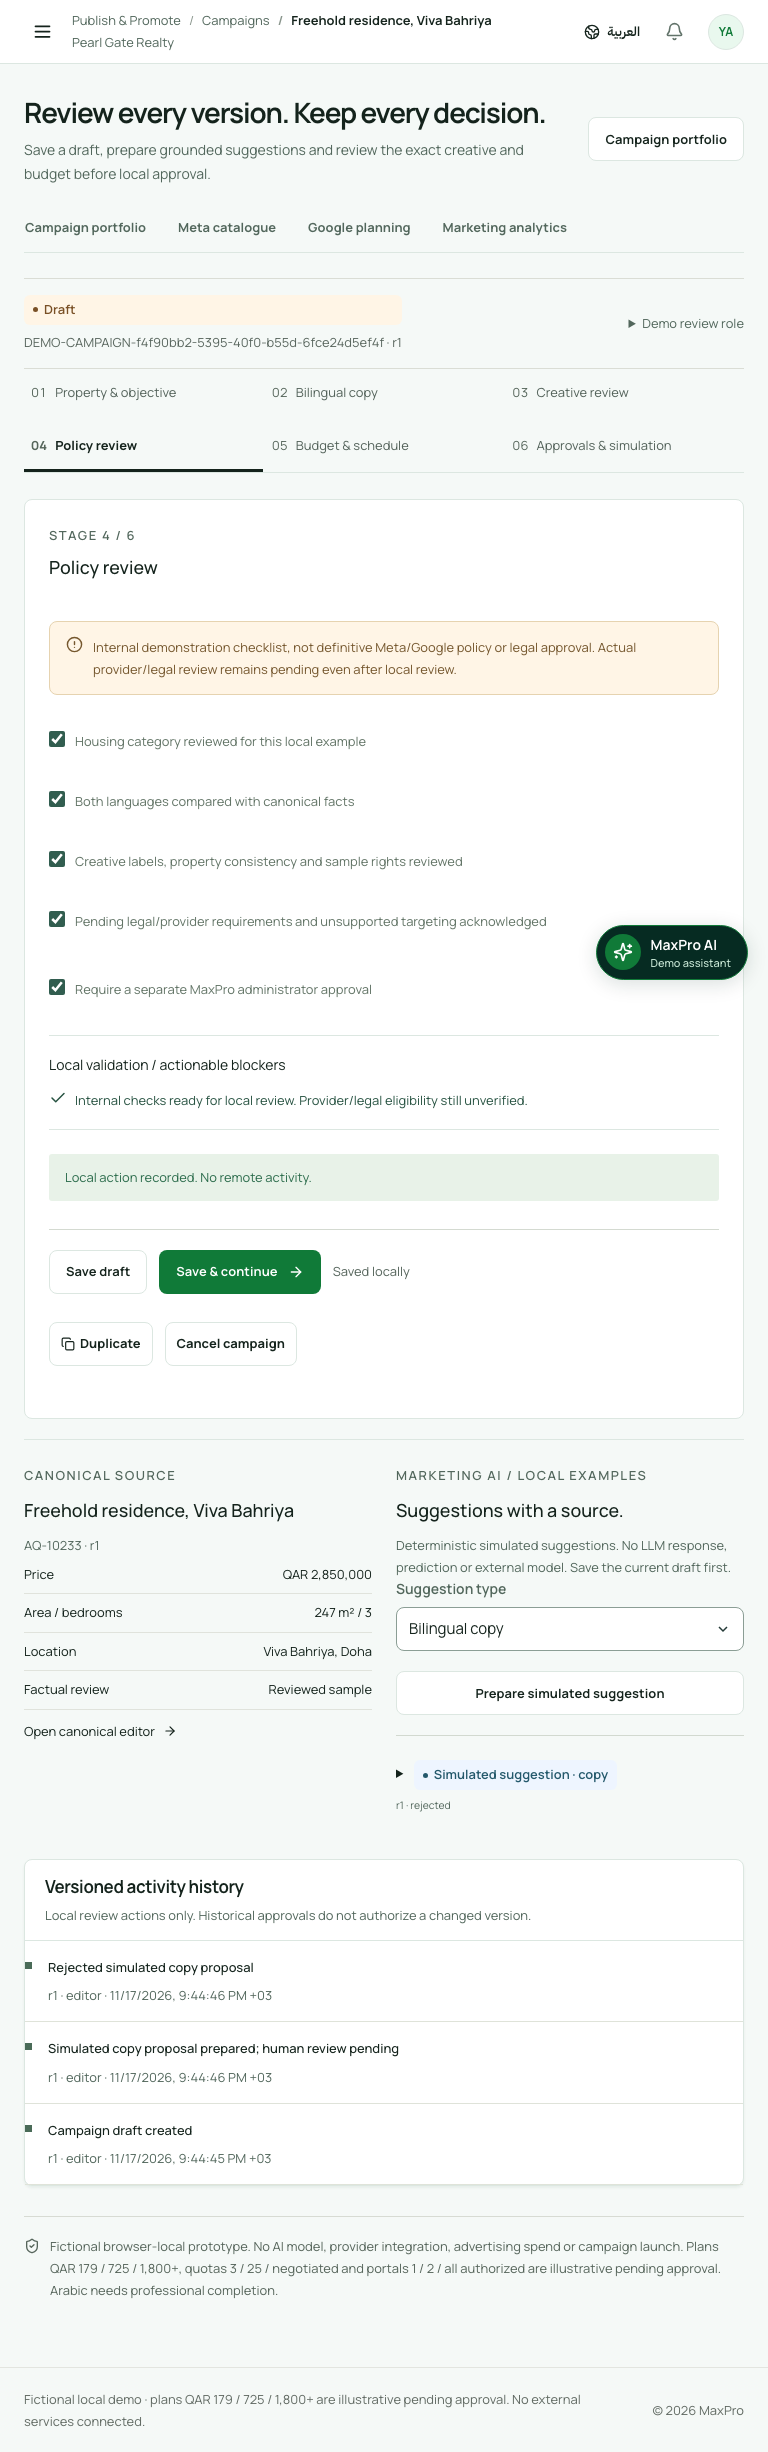 Publish & Promote / Campaigns / Freehold residence, Viva Bahriya
Pearl Gate Realty
العربية
YA
Review every version. Keep every decision.
Save a draft, prepare grounded suggestions and review the exact creative and
budget before local approval.
Campaign portfolio
Campaign portfolio
Meta catalogue
Google planning
Marketing analytics
Draft
DEMO-CAMPAIGN-f4f90bb2-5395-40f0-b55d-6fce24d5ef4f · r1
Demo review role
01 Property & objective
02 Bilingual copy
03 Creative review
04 Policy review
05 Budget & schedule
06 Approvals & simulation
STAGE 4 / 6
Policy review
Internal demonstration checklist, not definitive Meta/Google policy or legal approval. Actual
provider/legal review remains pending even after local review.
Housing category reviewed for this local example
Both languages compared with canonical facts
Creative labels, property consistency and sample rights reviewed
Pending legal/provider requirements and unsupported targeting acknowledged
MaxPro AI
Demo assistant
Require a separate MaxPro administrator approval
Local validation / actionable blockers
Internal checks ready for local review. Provider/legal eligibility still unverified.
Local action recorded. No remote activity.
Save draft
Save & continue
Saved locally
Duplicate
Cancel campaign
CANONICAL SOURCE
Freehold residence, Viva Bahriya
AQ-10233 · r1
Price QAR 2,850,000
Area / bedrooms 247 m² / 3
Location Viva Bahriya, Doha
Factual review Reviewed sample
Open canonical editor
MARKETING AI / LOCAL EXAMPLES
Suggestions with a source.
Deterministic simulated suggestions. No LLM response,
prediction or external model. Save the current draft first.
Suggestion type
Bilingual copy
Prepare simulated suggestion
Simulated suggestion · copy
r1 · rejected
Versioned activity history
Local review actions only. Historical approvals do not authorize a changed version.
Rejected simulated copy proposal
r1 · editor · 11/17/2026, 9:44:46 PM +03
Simulated copy proposal prepared; human review pending
r1 · editor · 11/17/2026, 9:44:46 PM +03
Campaign draft created
r1 · editor · 11/17/2026, 9:44:45 PM +03
Fictional browser-local prototype. No AI model, provider integration, advertising spend or campaign launch. Plans
QAR 179 / 725 / 1,800+, quotas 3 / 25 / negotiated and portals 1 / 2 / all authorized are illustrative pending approval.
Arabic needs professional completion.
Fictional local demo · plans QAR 179 / 725 / 1,800+ are illustrative pending approval. No external
services connected.
© 2026 MaxPro